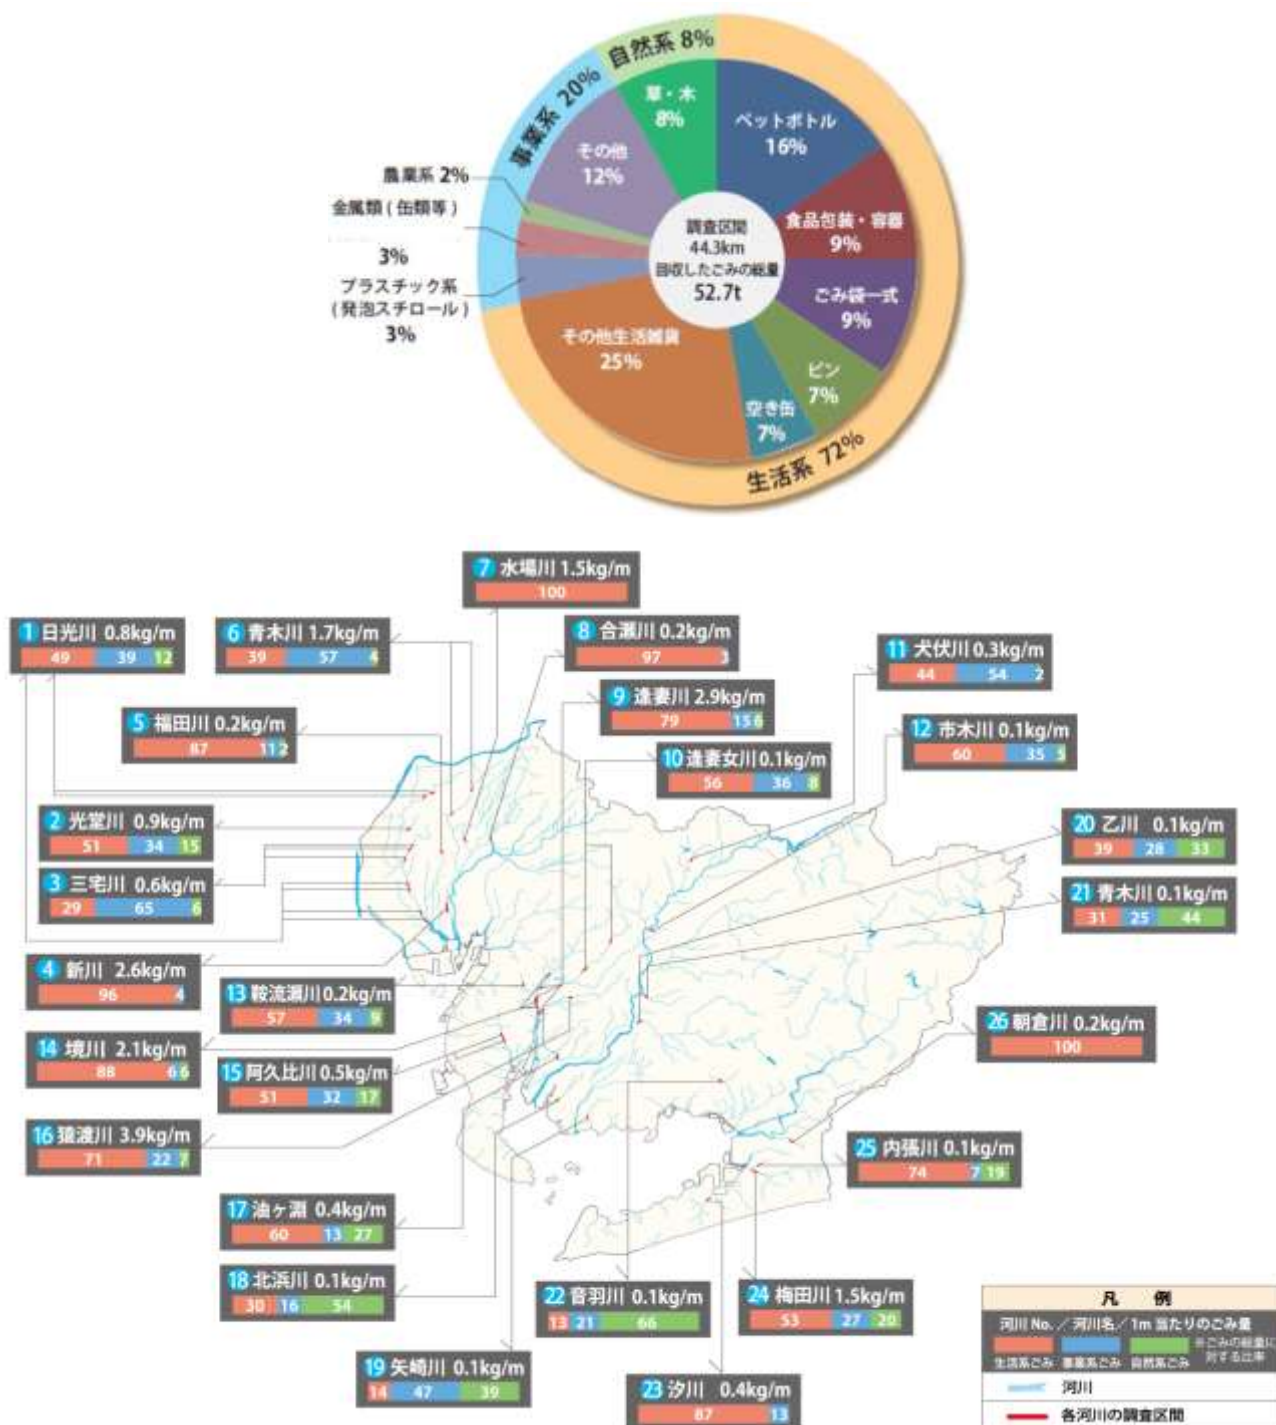 自然系 8%
事業系 20%
生活系 72%
草・木
8%
ペットボトル
16%
食品包装・容器
9%
ごみ袋一式
9%
ビン
7%
空き缶
7%
その他生活雑貨
25%
プラスチック系
(発泡スチロール)
3%
金属類(缶類等)
3%
農業系 2%
その他
12%
調査区間
44.3km
回収したごみの総量
52.7t
7 水場川 1.5kg/m
100
1 日光川 0.8kg/m
49 39 12
6 青木川 1.7kg/m
39 57 4
8 合瀬川 0.2kg/m
97 3
11 犬伏川 0.3kg/m
44 54 2
5 福田川 0.2kg/m
87 11 2
9 逢妻川 2.9kg/m
79 15 6
12 市木川 0.1kg/m
60 35 5
10 逢妻女川 0.1kg/m
56 36 8
2 光堂川 0.9kg/m
51 34 15
20 乙川 0.1kg/m
39 28 33
3 三宅川 0.6kg/m
29 65 6
21 青木川 0.1kg/m
31 25 44
4 新川 2.6kg/m
96 4
13 鞍流瀬川 0.2kg/m
57 34 9
26 朝倉川 0.2kg/m
100
14 境川 2.1kg/m
88 6 6
15 阿久比川 0.5kg/m
51 32 17
16 猿渡川 3.9kg/m
71 22 7
25 内張川 0.1kg/m
74 7 19
17 油ヶ淵 0.4kg/m
60 13 27
18 北浜川 0.1kg/m
30 16 54
22 音羽川 0.1kg/m
13 21 66
24 梅田川 1.5kg/m
53 27 20
19 矢崎川 0.1kg/m
14 47 39
23 汐川 0.4kg/m
87 13
凡 例
河川 No.／河川名／1m 当たりのごみ量
生活系ごみ 事業系ごみ 自然系ごみ
※ごみの総量に
対する比率
河川
各河川の調査区間